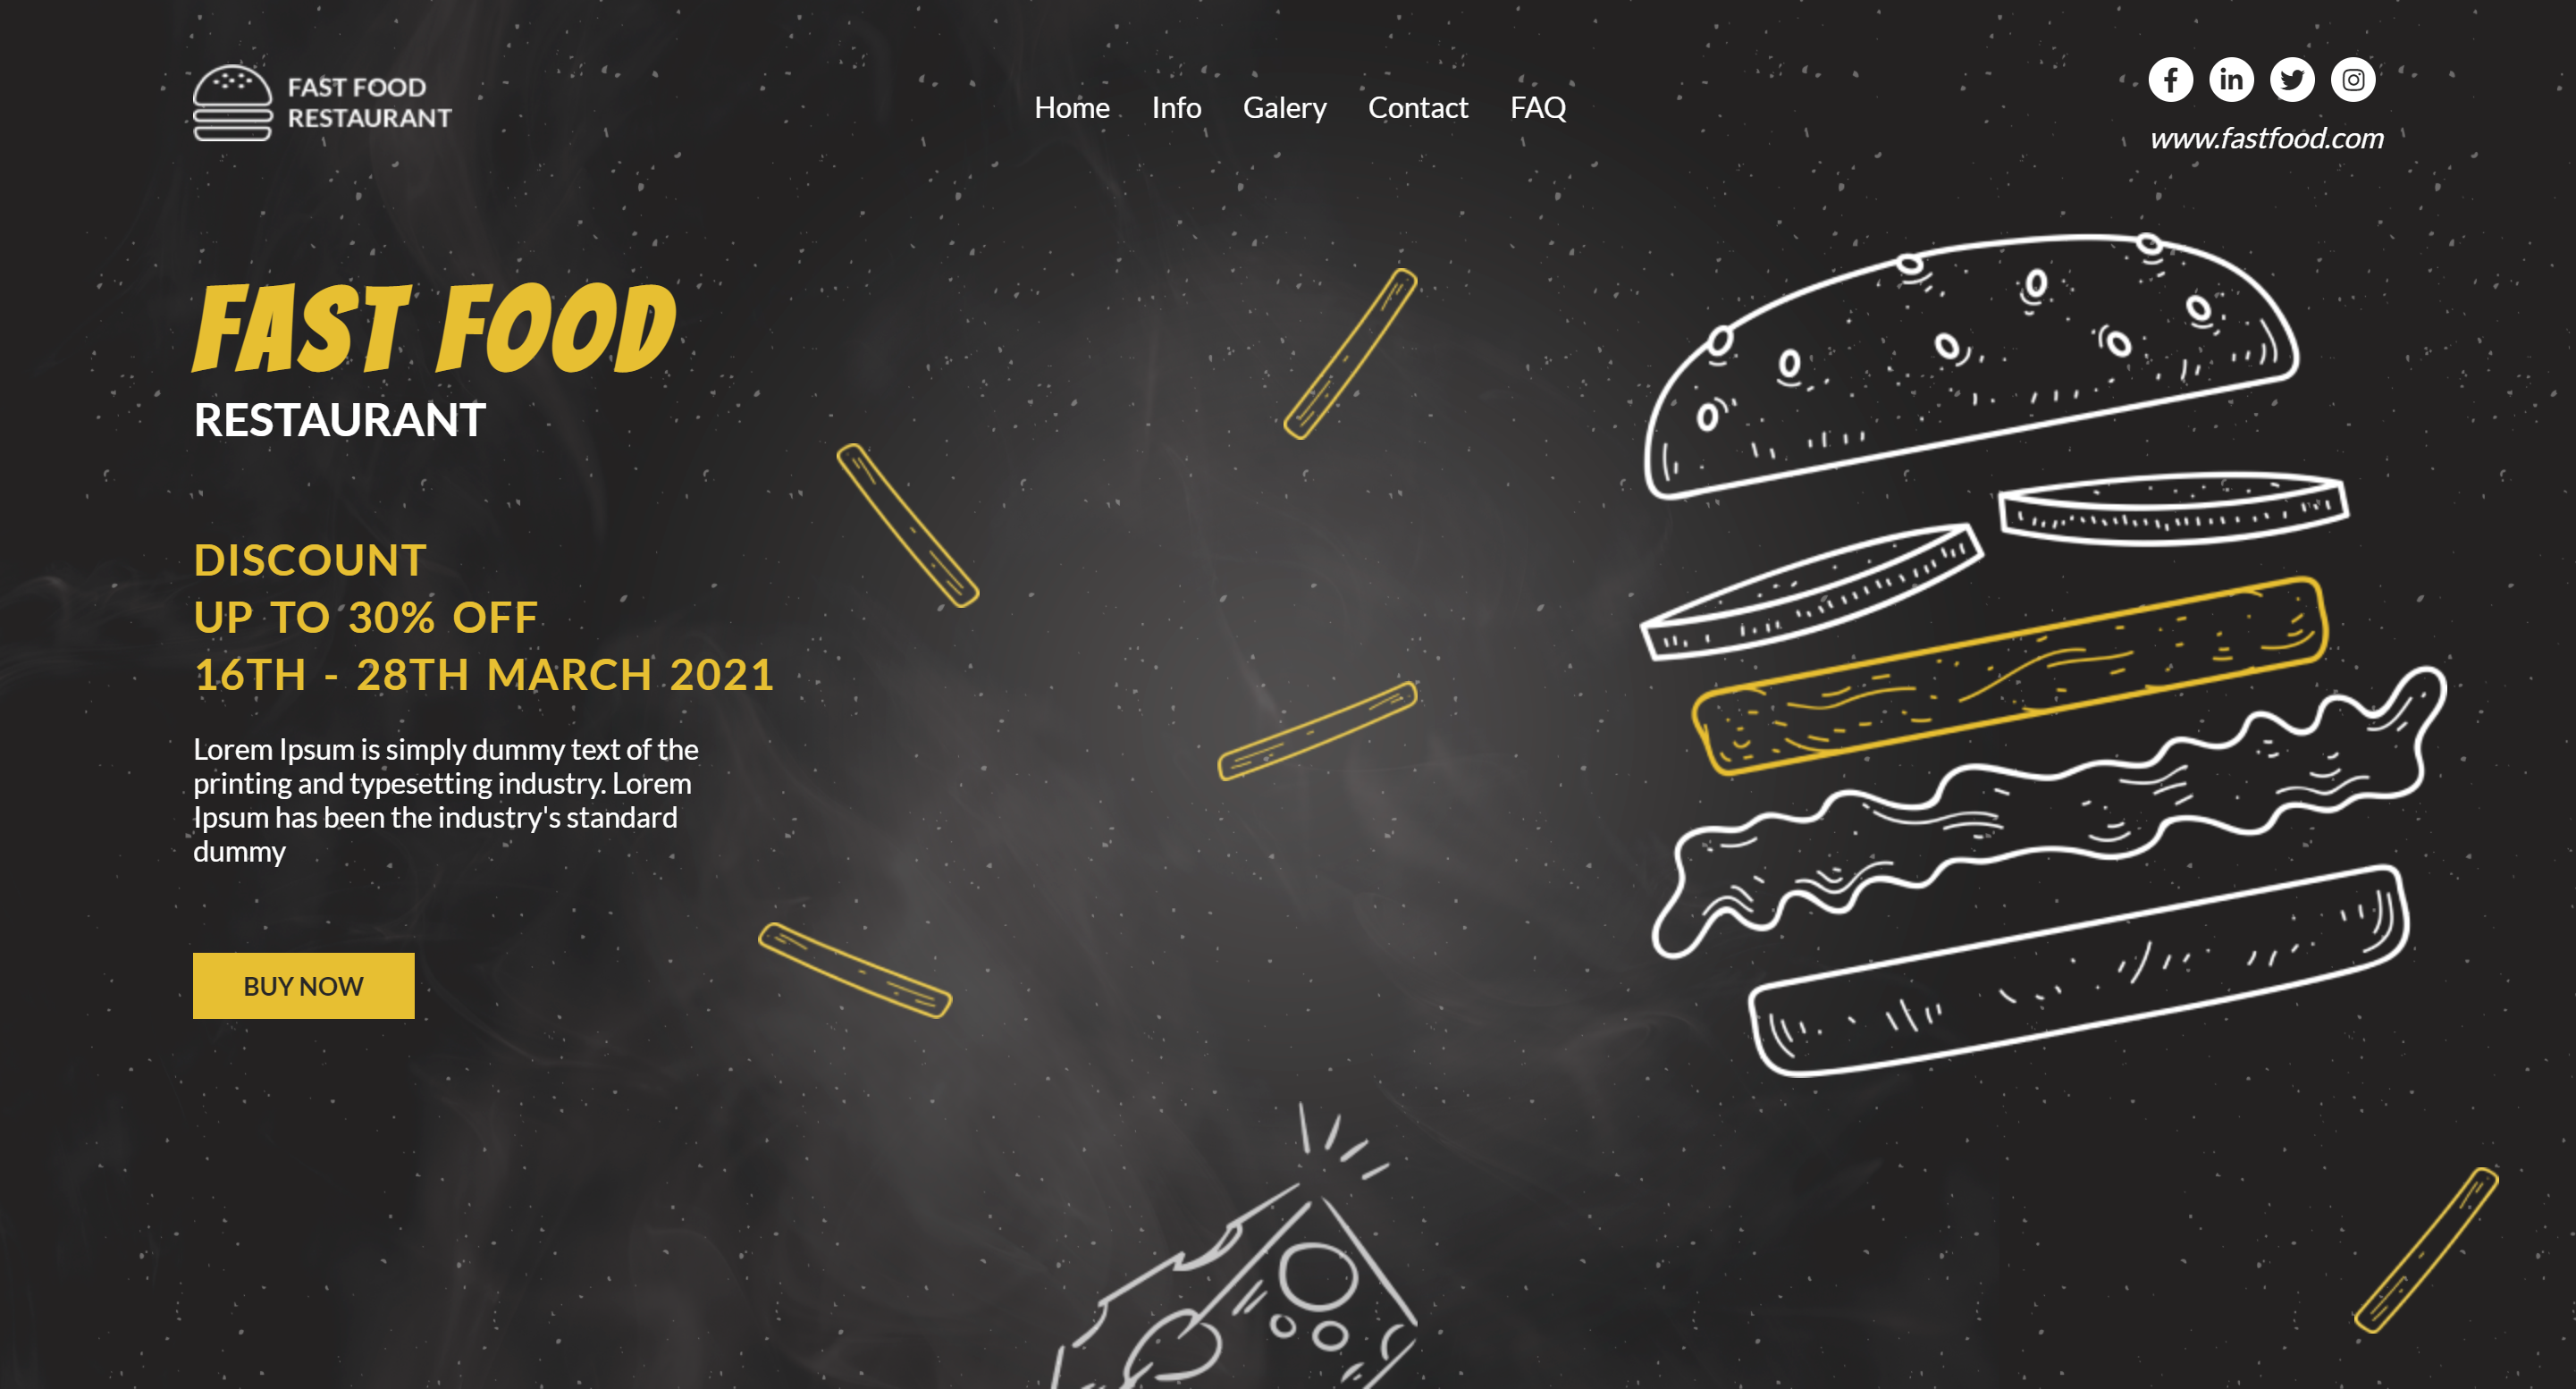 FAST FOOD
RESTAURANT
Home Info Galery Contact FAQ
www.fastfood.com
FAST FOOD
RESTAURANT
DISCOUNT
UP TO 30% OFF
16TH - 28TH MARCH 2021
Lorem Ipsum is simply dummy text of the
printing and typesetting industry. Lorem
Ipsum has been the industry's standard
dummy
BUY NOW